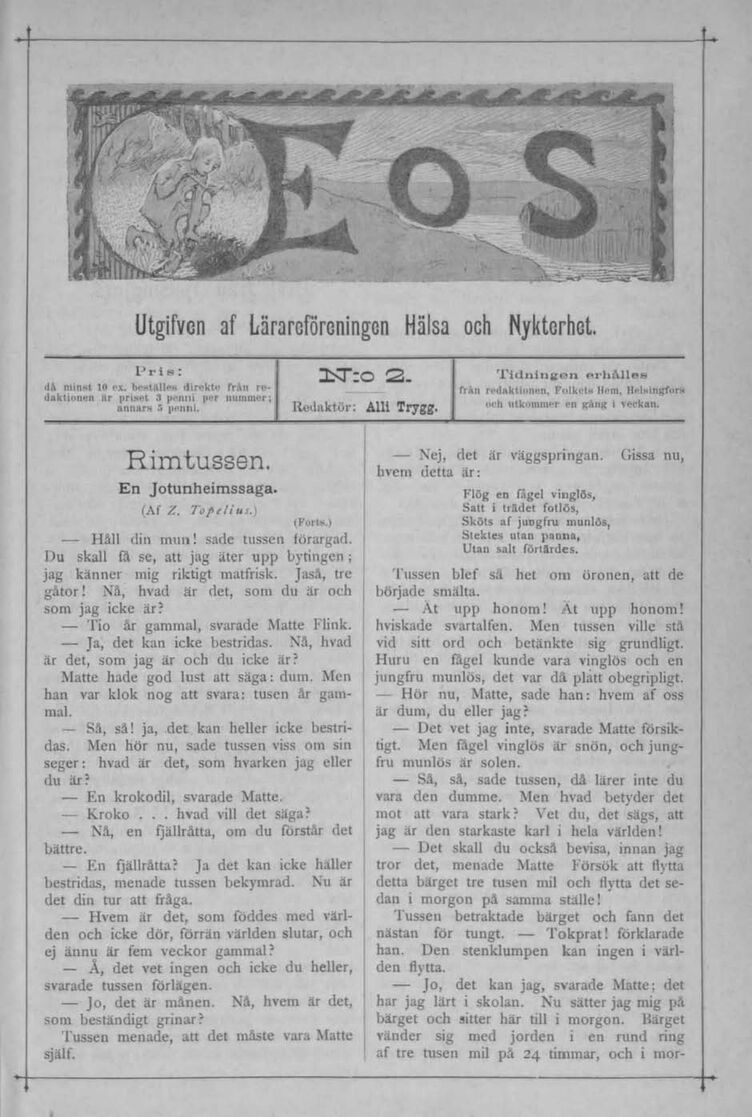 EOS
Utgifven af Lärareföreningen Hälsa och Nykterhet.
Pris:
då minst 10 ex. beställes direkte från re-
daktionen är priset 3 penni per nummer;
annars 5 penni.
N:o 2.
Redaktör: Alli Trygg.
Tidningen erhålles
från redaktionen, Folkets Hem, Helsingfors
och utkommer en gång i veckan.
Rimtussen.
En Jotunheimssaga.
(Af Z. Topelius.)
(Forts.)
— Håll din mun! sade tussen förargad.
Du skall få se, att jag äter upp bytingen;
jag känner mig riktigt matfrisk. Jaså, tre
gåtor! Nå, hvad är det, som du är och
som jag icke är?
— Tio år gammal, svarade Matte Flink.
— Ja, det kan icke bestridas. Nå, hvad
är det, som jag är och du icke är?
Matte hade god lust att säga: dum. Men
han var klok nog att svara: tusen år gam-
mal.
— Så, så! ja, det kan heller icke bestri-
das. Men hör nu, sade tussen viss om sin
seger: hvad är det, som hvarken jag eller
du är?
— En krokodil, svarade Matte.
— Kroko . . . hvad vill det säga?
— Nå, en fjällråtta, om du förstår det
bättre.
— En fjällråtta? Ja det kan icke häller
bestridas, menade tussen bekymrad. Nu är
det din tur att fråga.
— Hvem är det, som föddes med värl-
den och icke dör, förrän världen slutar, och
ej ännu är fem veckor gammal?
— Å, det vet ingen och icke du heller,
svarade tussen förlägen.
— Jo, det är månen. Nå, hvem är det,
som beständigt grinar?
Tussen menade, att det måste vara Matte
själf.
— Nej, det är väggspringan. Gissa nu,
hvem detta är:
Flög en fågel vinglös,
Satt i trädet fotlös,
Sköts af jungfru munlös,
Stektes utan panna,
Utan salt förtärdes.
Tussen blef så het om öronen, att de
började smälta.
— Ät upp honom! Ät upp honom!
hviskade svartalfen. Men tussen ville stå
vid sitt ord och betänkte sig grundligt.
Huru en fågel kunde vara vinglös och en
jungfru munlös, det var då platt obegripligt.
— Hör nu, Matte, sade han: hvem af oss
är dum, du eller jag?
— Det vet jag inte, svarade Matte försik-
tigt. Men fågel vinglös är snön, och jung-
fru munlös är solen.
— Så, så, sade tussen, då lärer inte du
vara den dumme. Men hvad betyder det
mot att vara stark? Vet du, det sägs, att
jag är den starkaste karl i hela världen!
— Det skall du också bevisa, innan jag
tror det, menade Matte Försök att flytta
detta bärget tre tusen mil och flytta det se-
dan i morgon på samma ställe!
Tussen betraktade bärget och fann det
nästan för tungt. — Tokprat! förklarade
han. Den stenklumpen kan ingen i värl-
den flytta.
— Jo, det kan jag, svarade Matte; det
har jag lärt i skolan. Nu sätter jag mig på
bärget och sitter här till i morgon. Bärget
vänder sig med jorden i en rund ring
af tre tusen mil på 24 timmar, och i mor-